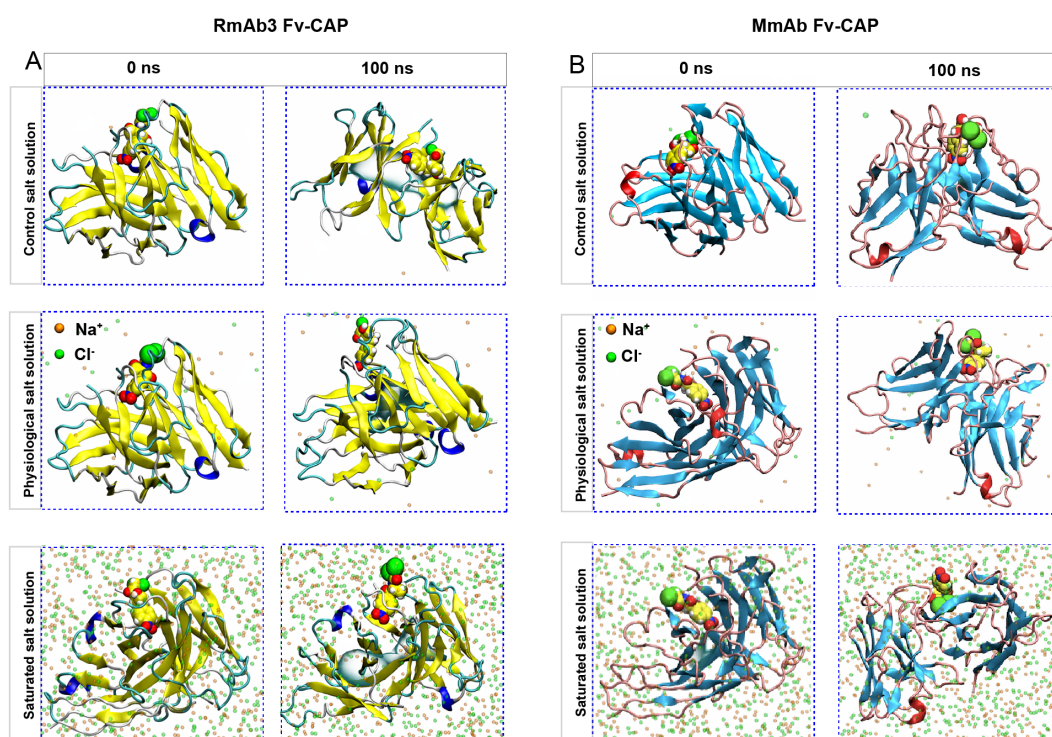 RmAb3 Fv-CAP
MmAb Fv-CAP
A
0 ns
100 ns
B
0 ns
100 ns
Control salt solution
Control salt solution
Physiological salt solution
Na⁺
Cl⁻
Physiological salt solution
Na⁺
Cl⁻
Saturated salt solution
Saturated salt solution